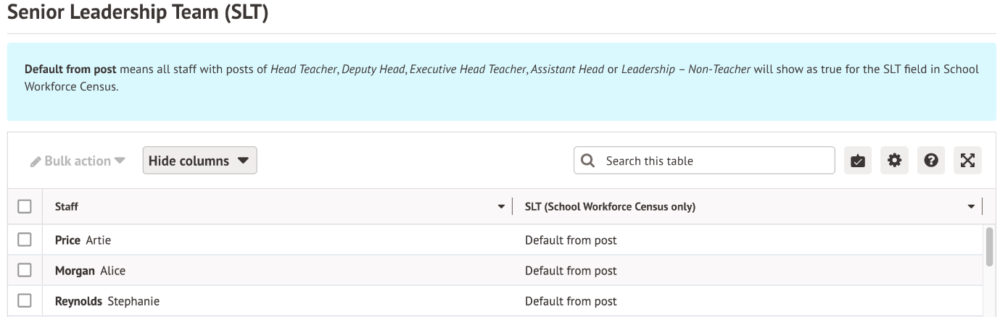 Senior Leadership Team (SLT)
Default from post means all staff with posts of Head Teacher, Deputy Head, Executive Head Teacher, Assistant Head or Leadership – Non-Teacher will show as true for the SLT field in School
Workforce Census.
Bulk action Hide columns Search this table
Staff SLT (School Workforce Census only)
Price Artie Default from post
Morgan Alice Default from post
Reynolds Stephanie Default from post